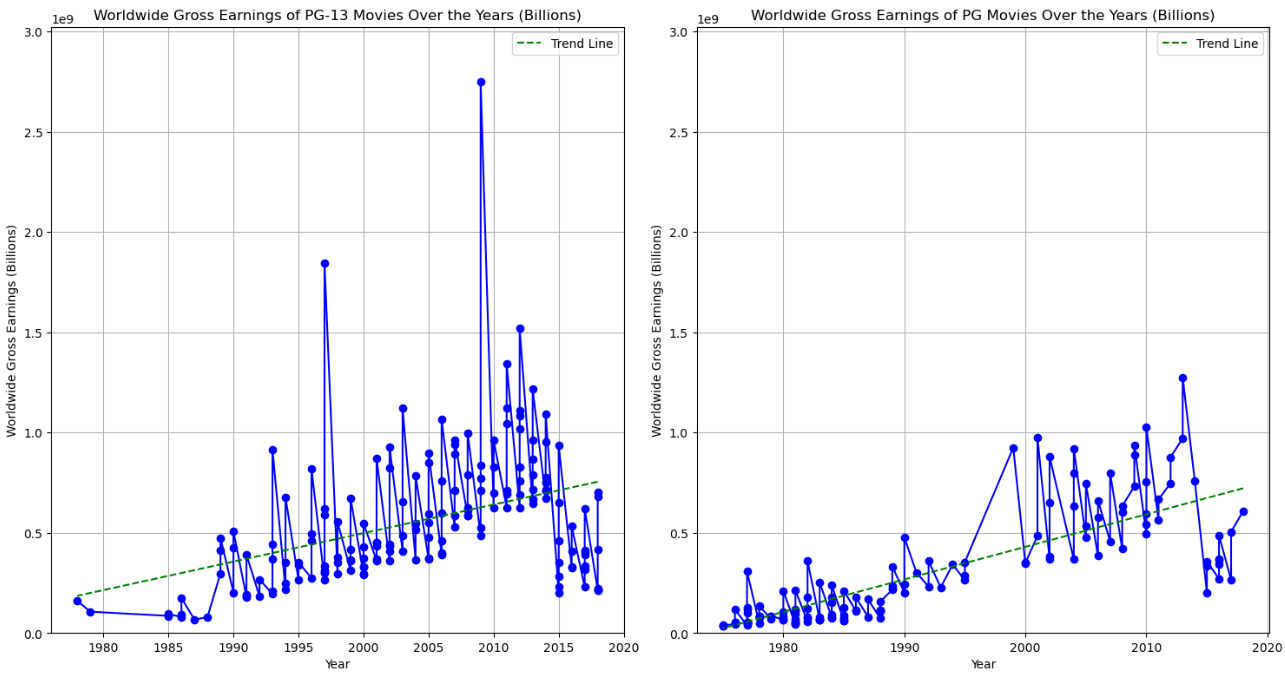 Worldwide Gross Earnings of PG-13 Movies Over the Years (Billions)
1e9
Trend Line
3.0
2.5
2.0
1.5
1.0
0.5
0.0
Worldwide Gross Earnings (Billions)
1980 1985 1990 1995 2000 2005 2010 2015 2020
Year
Worldwide Gross Earnings of PG Movies Over the Years (Billions)
1e9
Trend Line
3.0
2.5
2.0
1.5
1.0
0.5
0.0
Worldwide Gross Earnings (Billions)
1980 1990 2000 2010 2020
Year